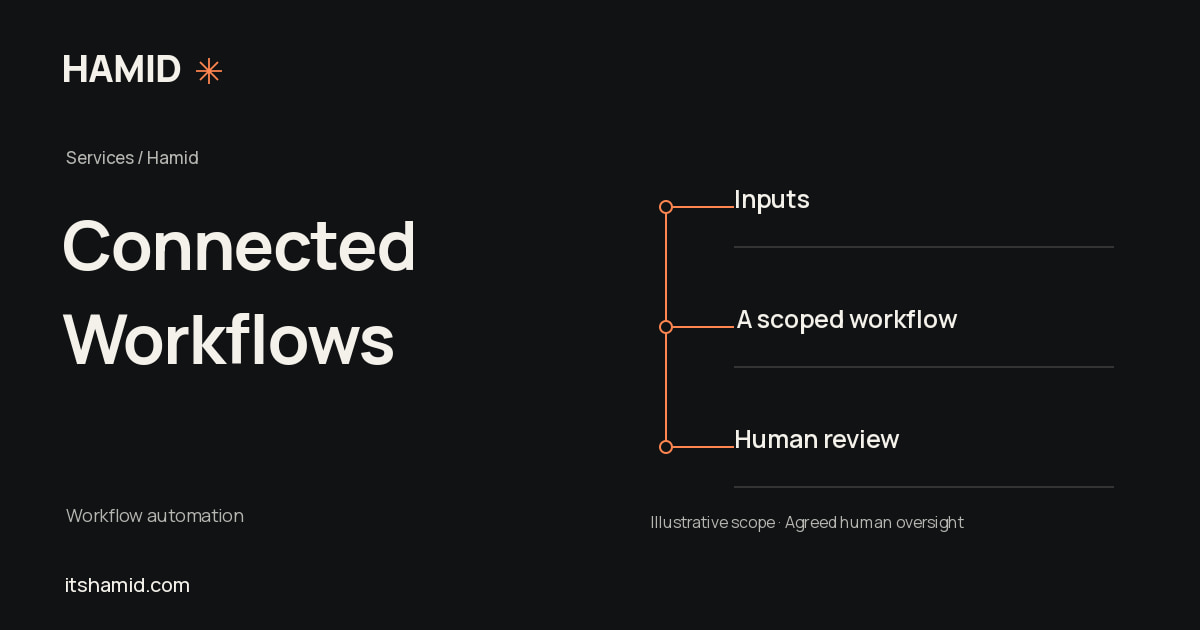 HAMID
Services / Hamid
Connected
Workflows
Workflow automation
itshamid.com
Inputs
A scoped workflow
Human review
Illustrative scope · Agreed human oversight